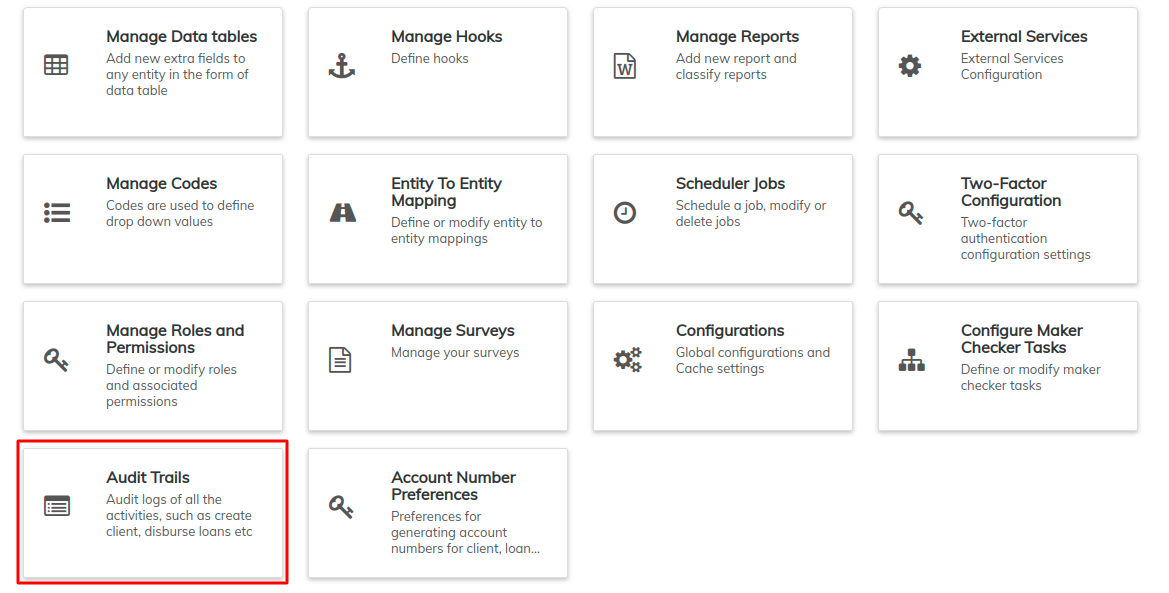 Manage Data tables
Add new extra fields to
any entity in the form of
data table
Manage Hooks
Define hooks
Manage Reports
Add new report and
classify reports
External Services
External Services
Configuration
Manage Codes
Codes are used to define
drop down values
Entity To Entity
Mapping
Define or modify entity to
entity mappings
Scheduler Jobs
Schedule a job, modify or
delete jobs
Two-Factor
Configuration
Two-factor
authentication
configuration settings
Manage Roles and
Permissions
Define or modify roles
and associated
permissions
Manage Surveys
Manage your surveys
Configurations
Global configurations and
Cache settings
Configure Maker
Checker Tasks
Define or modify maker
checker tasks
Audit Trails
Audit logs of all the
activities, such as create
client, disburse loans etc
Account Number
Preferences
Preferences for
generating account
numbers for client, loan...